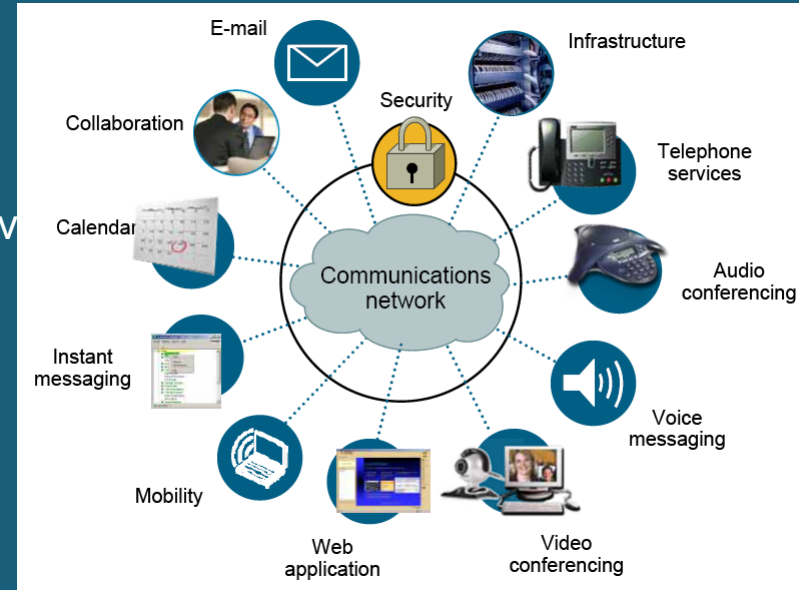 E-mail
Infrastructure
Security
Collaboration
Telephone
services
v
Calendar
Communications
network
Audio
conferencing
Instant
messaging
Voice
messaging
Mobility
Web
application
Video
conferencing